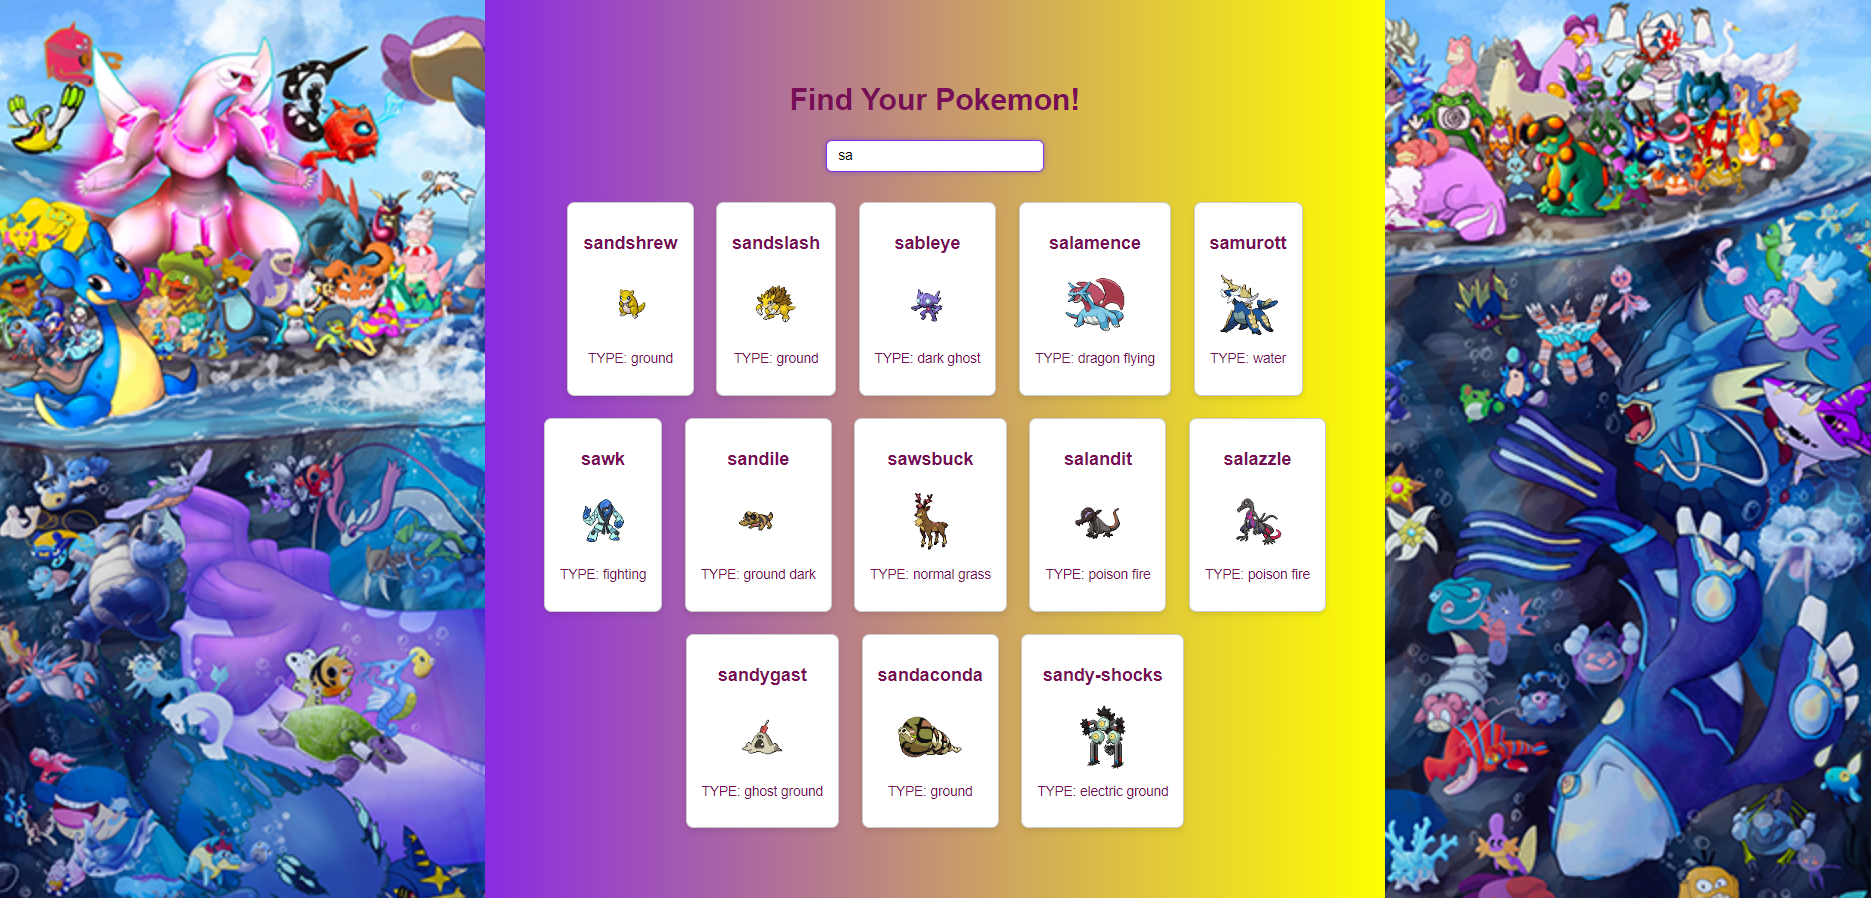 Find Your Pokemon!
sa
sandshrew
TYPE: ground
sandslash
TYPE: ground
sableye
TYPE: dark ghost
salamence
TYPE: dragon flying
samurott
TYPE: water
sawk
TYPE: fighting
sandile
TYPE: ground dark
sawsbuck
TYPE: normal grass
salandit
TYPE: poison fire
salazzle
TYPE: poison fire
sandygast
TYPE: ghost ground
sandaconda
TYPE: ground
sandy-shocks
TYPE: electric ground